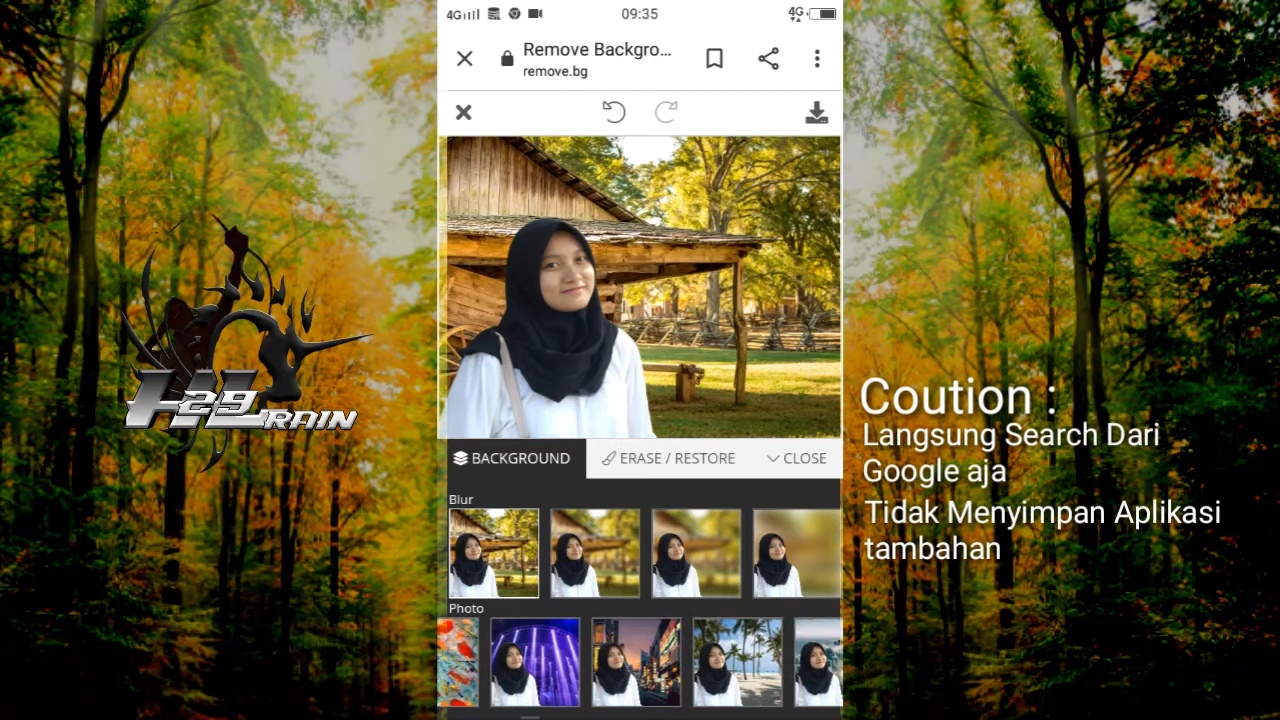 4G
09:35
4G
Remove Backgro...
remove.bg
BACKGROUND
ERASE / RESTORE
CLOSE
Blur
Photo
HL29RAIN
Coution :
Langsung Search Dari
Google aja
Tidak Menyimpan Aplikasi
tambahan